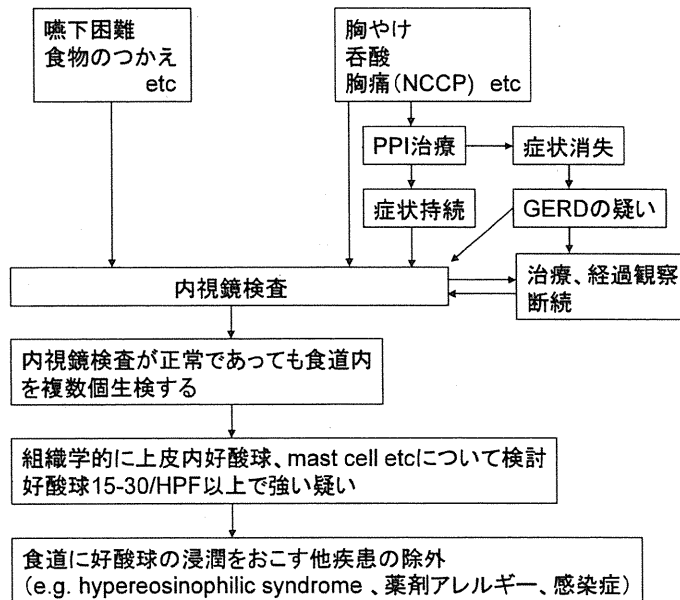 嚥下困難
食物のつかえ
etc
胸やけ
呑酸
胸痛(NCCP) etc
PPI治療
症状消失
症状持続
GERDの疑い
内視鏡検査
治療、経過観察
断続
内視鏡検査が正常であっても食道内
を複数個生検する
組織学的に上皮内好酸球、mast cell etcについて検討
好酸球15-30/HPF以上で強い疑い
食道に好酸球の浸潤をおこす他疾患の除外
(e.g. hypereosinophilic syndrome 、薬剤アレルギー、感染症)